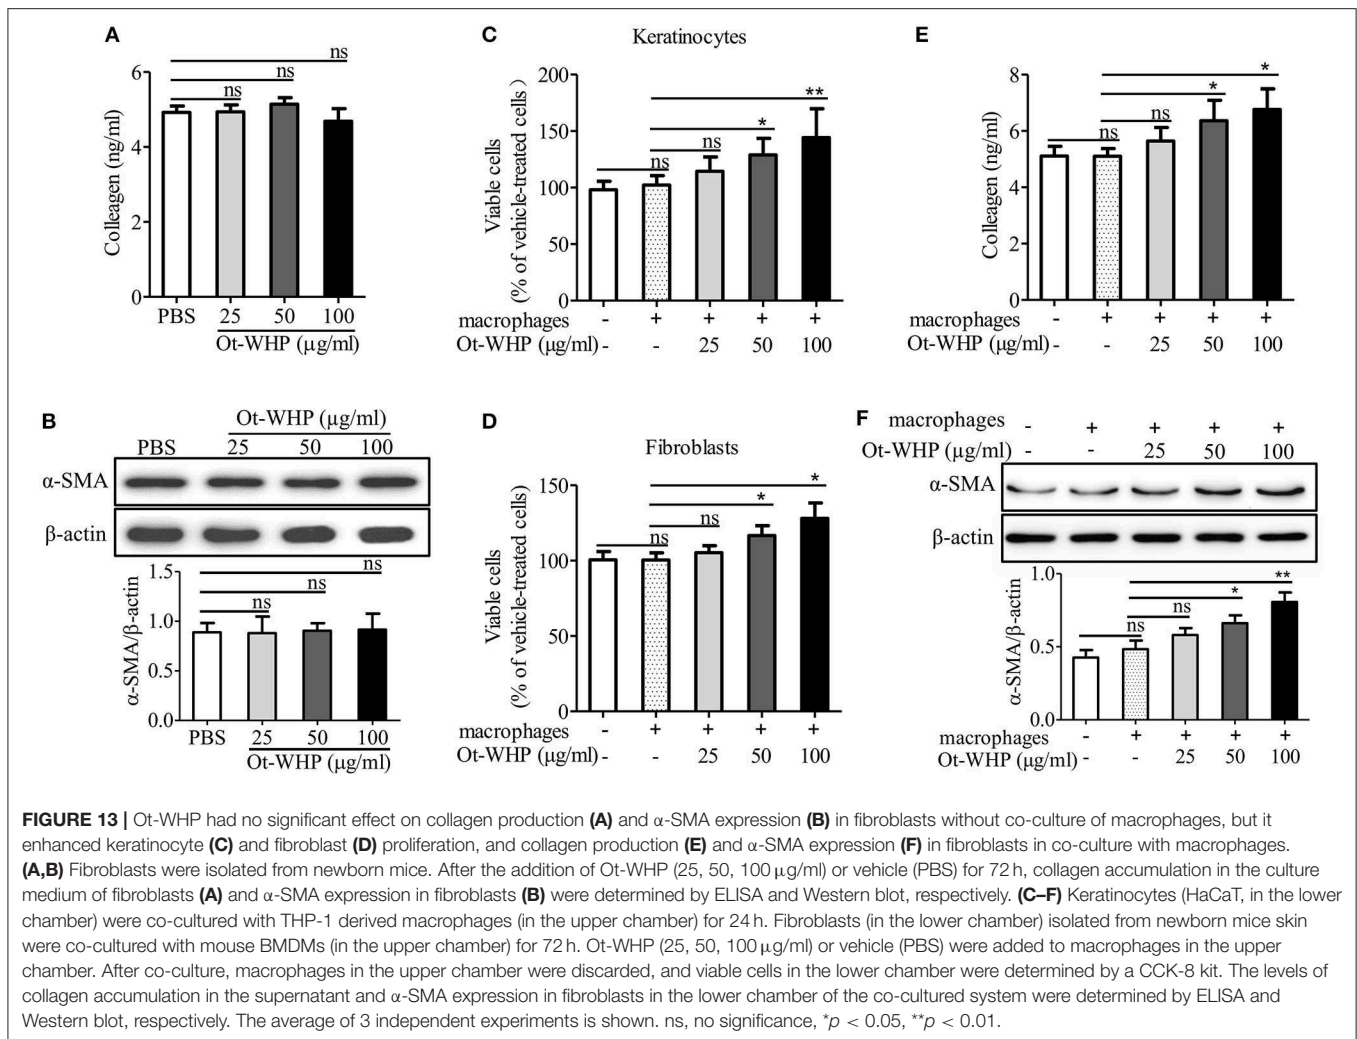 A
ns
6
ns
ns
4
2
0
Colleagen (ng/ml)
PBS 25 50 100
Ot-WHP (μg/ml)
C
Keratinocytes
200
**
*
150
ns
ns
100
50
0
Viable cells
(% of vehicle-treated cells)
macrophages - + + + +
Ot-WHP (μg/ml) - - 25 50 100
E
8
*
*
ns
ns
6
4
2
0
Colleagen (ng/ml)
macrophages - + + + +
Ot-WHP (μg/ml) - - 25 50 100
B
Ot-WHP (μg/ml)
PBS 25 50 100
α-SMA
β-actin
1.5
ns
ns
ns
1.0
0.5
0.0
α-SMA/β-actin
PBS 25 50 100
Ot-WHP (μg/ml)
D
Fibroblasts
150
*
*
ns
ns
100
50
0
Viable cells
(% of vehicle-treated cells)
macrophages - + + + +
Ot-WHP (μg/ml) - - 25 50 100
F
macrophages - + + + +
Ot-WHP (μg/ml) - - 25 50 100
α-SMA
β-actin
1.0
**
*
ns
ns
0.5
0.0
α-SMA/β-actin
macrophages - + + + +
Ot-WHP (μg/ml) - - 25 50 100
FIGURE 13 | Ot-WHP had no significant effect on collagen production (A) and α-SMA expression (B) in fibroblasts without co-culture of macrophages, but it
enhanced keratinocyte (C) and fibroblast (D) proliferation, and collagen production (E) and α-SMA expression (F) in fibroblasts in co-culture with macrophages.
(A,B) Fibroblasts were isolated from newborn mice. After the addition of Ot-WHP (25, 50, 100 μg/ml) or vehicle (PBS) for 72 h, collagen accumulation in the culture
medium of fibroblasts (A) and α-SMA expression in fibroblasts (B) were determined by ELISA and Western blot, respectively. (C–F) Keratinocytes (HaCaT, in the lower
chamber) were co-cultured with THP-1 derived macrophages (in the upper chamber) for 24 h. Fibroblasts (in the lower chamber) isolated from newborn mice skin
were co-cultured with mouse BMDMs (in the upper chamber) for 72 h. Ot-WHP (25, 50, 100 μg/ml) or vehicle (PBS) were added to macrophages in the upper
chamber. After co-culture, macrophages in the upper chamber were discarded, and viable cells in the lower chamber were determined by a CCK-8 kit. The levels of
collagen accumulation in the supernatant and α-SMA expression in fibroblasts in the lower chamber of the co-cultured system were determined by ELISA and
Western blot, respectively. The average of 3 independent experiments is shown. ns, no significance, *p < 0.05, **p < 0.01.